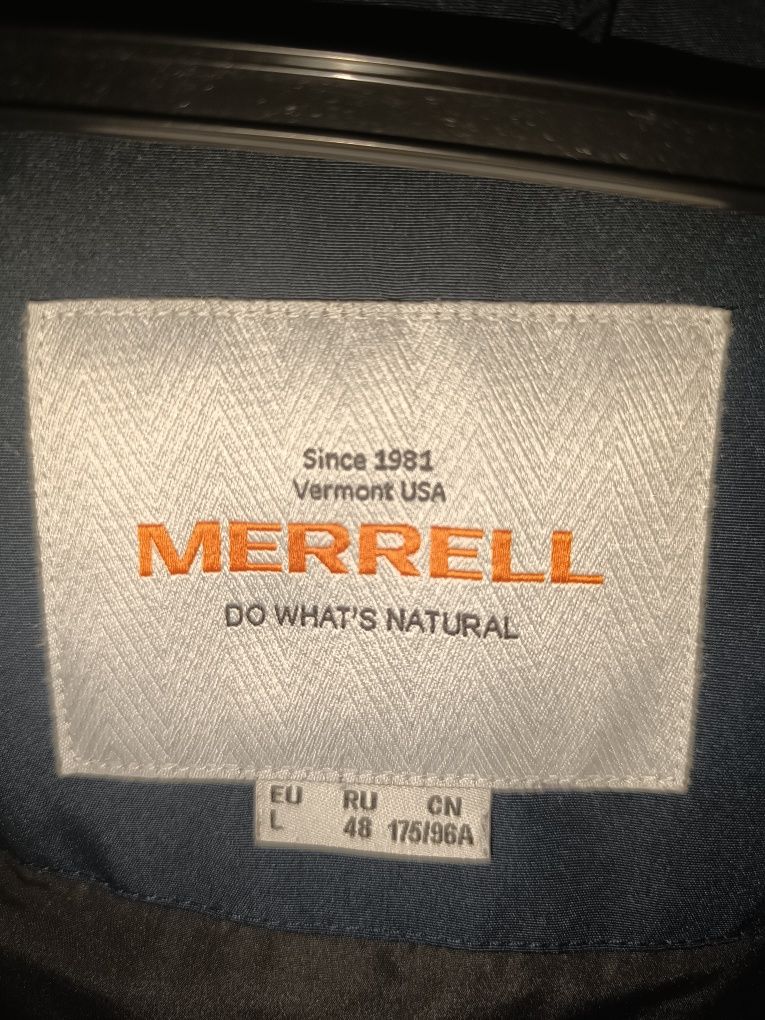 Since 1981
Vermont USA
MERRELL
DO WHAT'S NATURAL
EU RU CN
L 48 175/96A